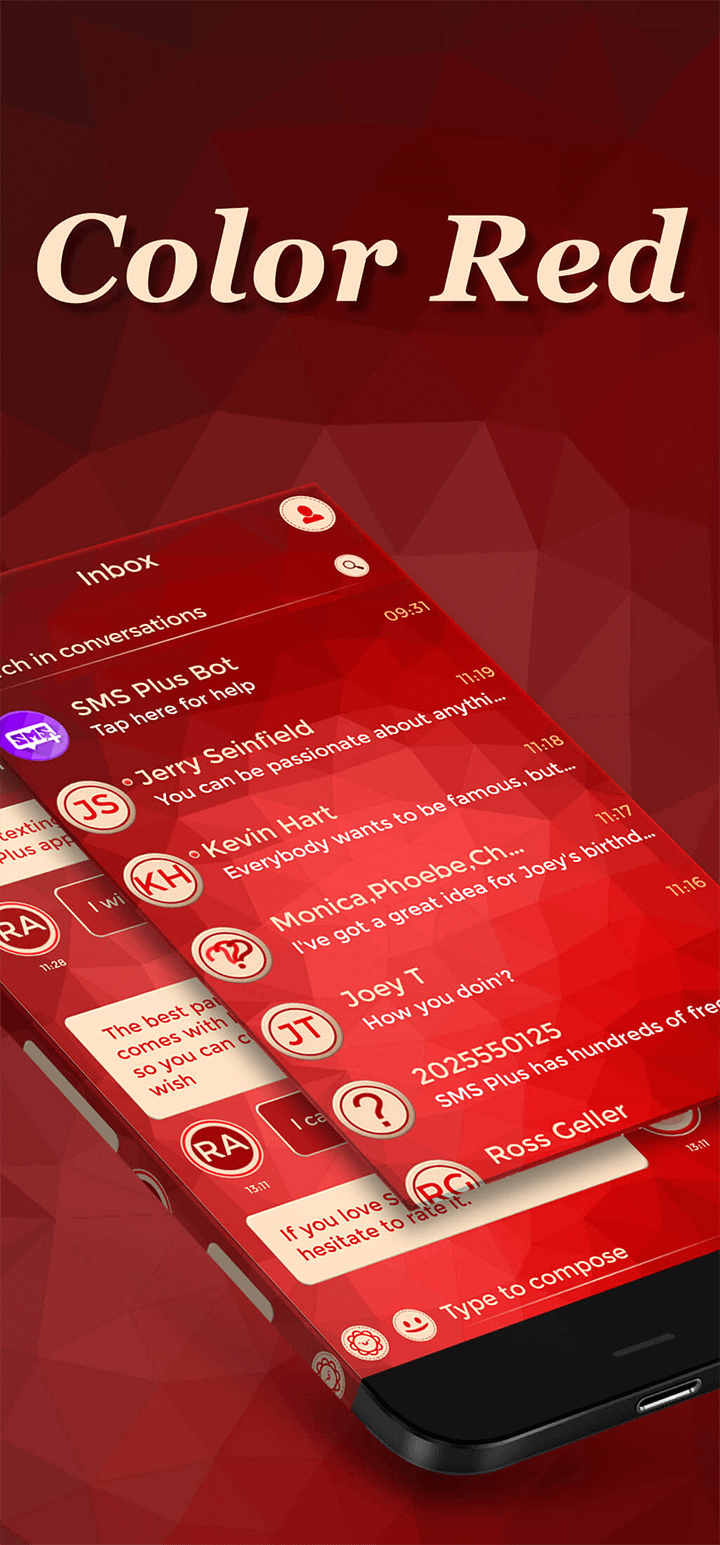 Color Red
Inbox
ch in conversations
09:31
SMS Plus Bot
Tap here for help
SMS
11:19
Jerry Seinfield
You can be passionate about anythi...
JS
11:18
Kevin Hart
Everybody wants to be famous, but...
KH
11:17
Monica,Phoebe,Ch...
I've got a great idea for Joey's birthd...
??
11:16
Joey T
How you doin'?
JT
2025550125
SMS Plus has hundreds of free
?
Ross Geller
RG
texting
Plus app
RA
I wi
11:28
The best par
comes with
so you can c
wish
RA
I ca
13:11
13:11
If you love S
hesitate to rate it.
Type to compose